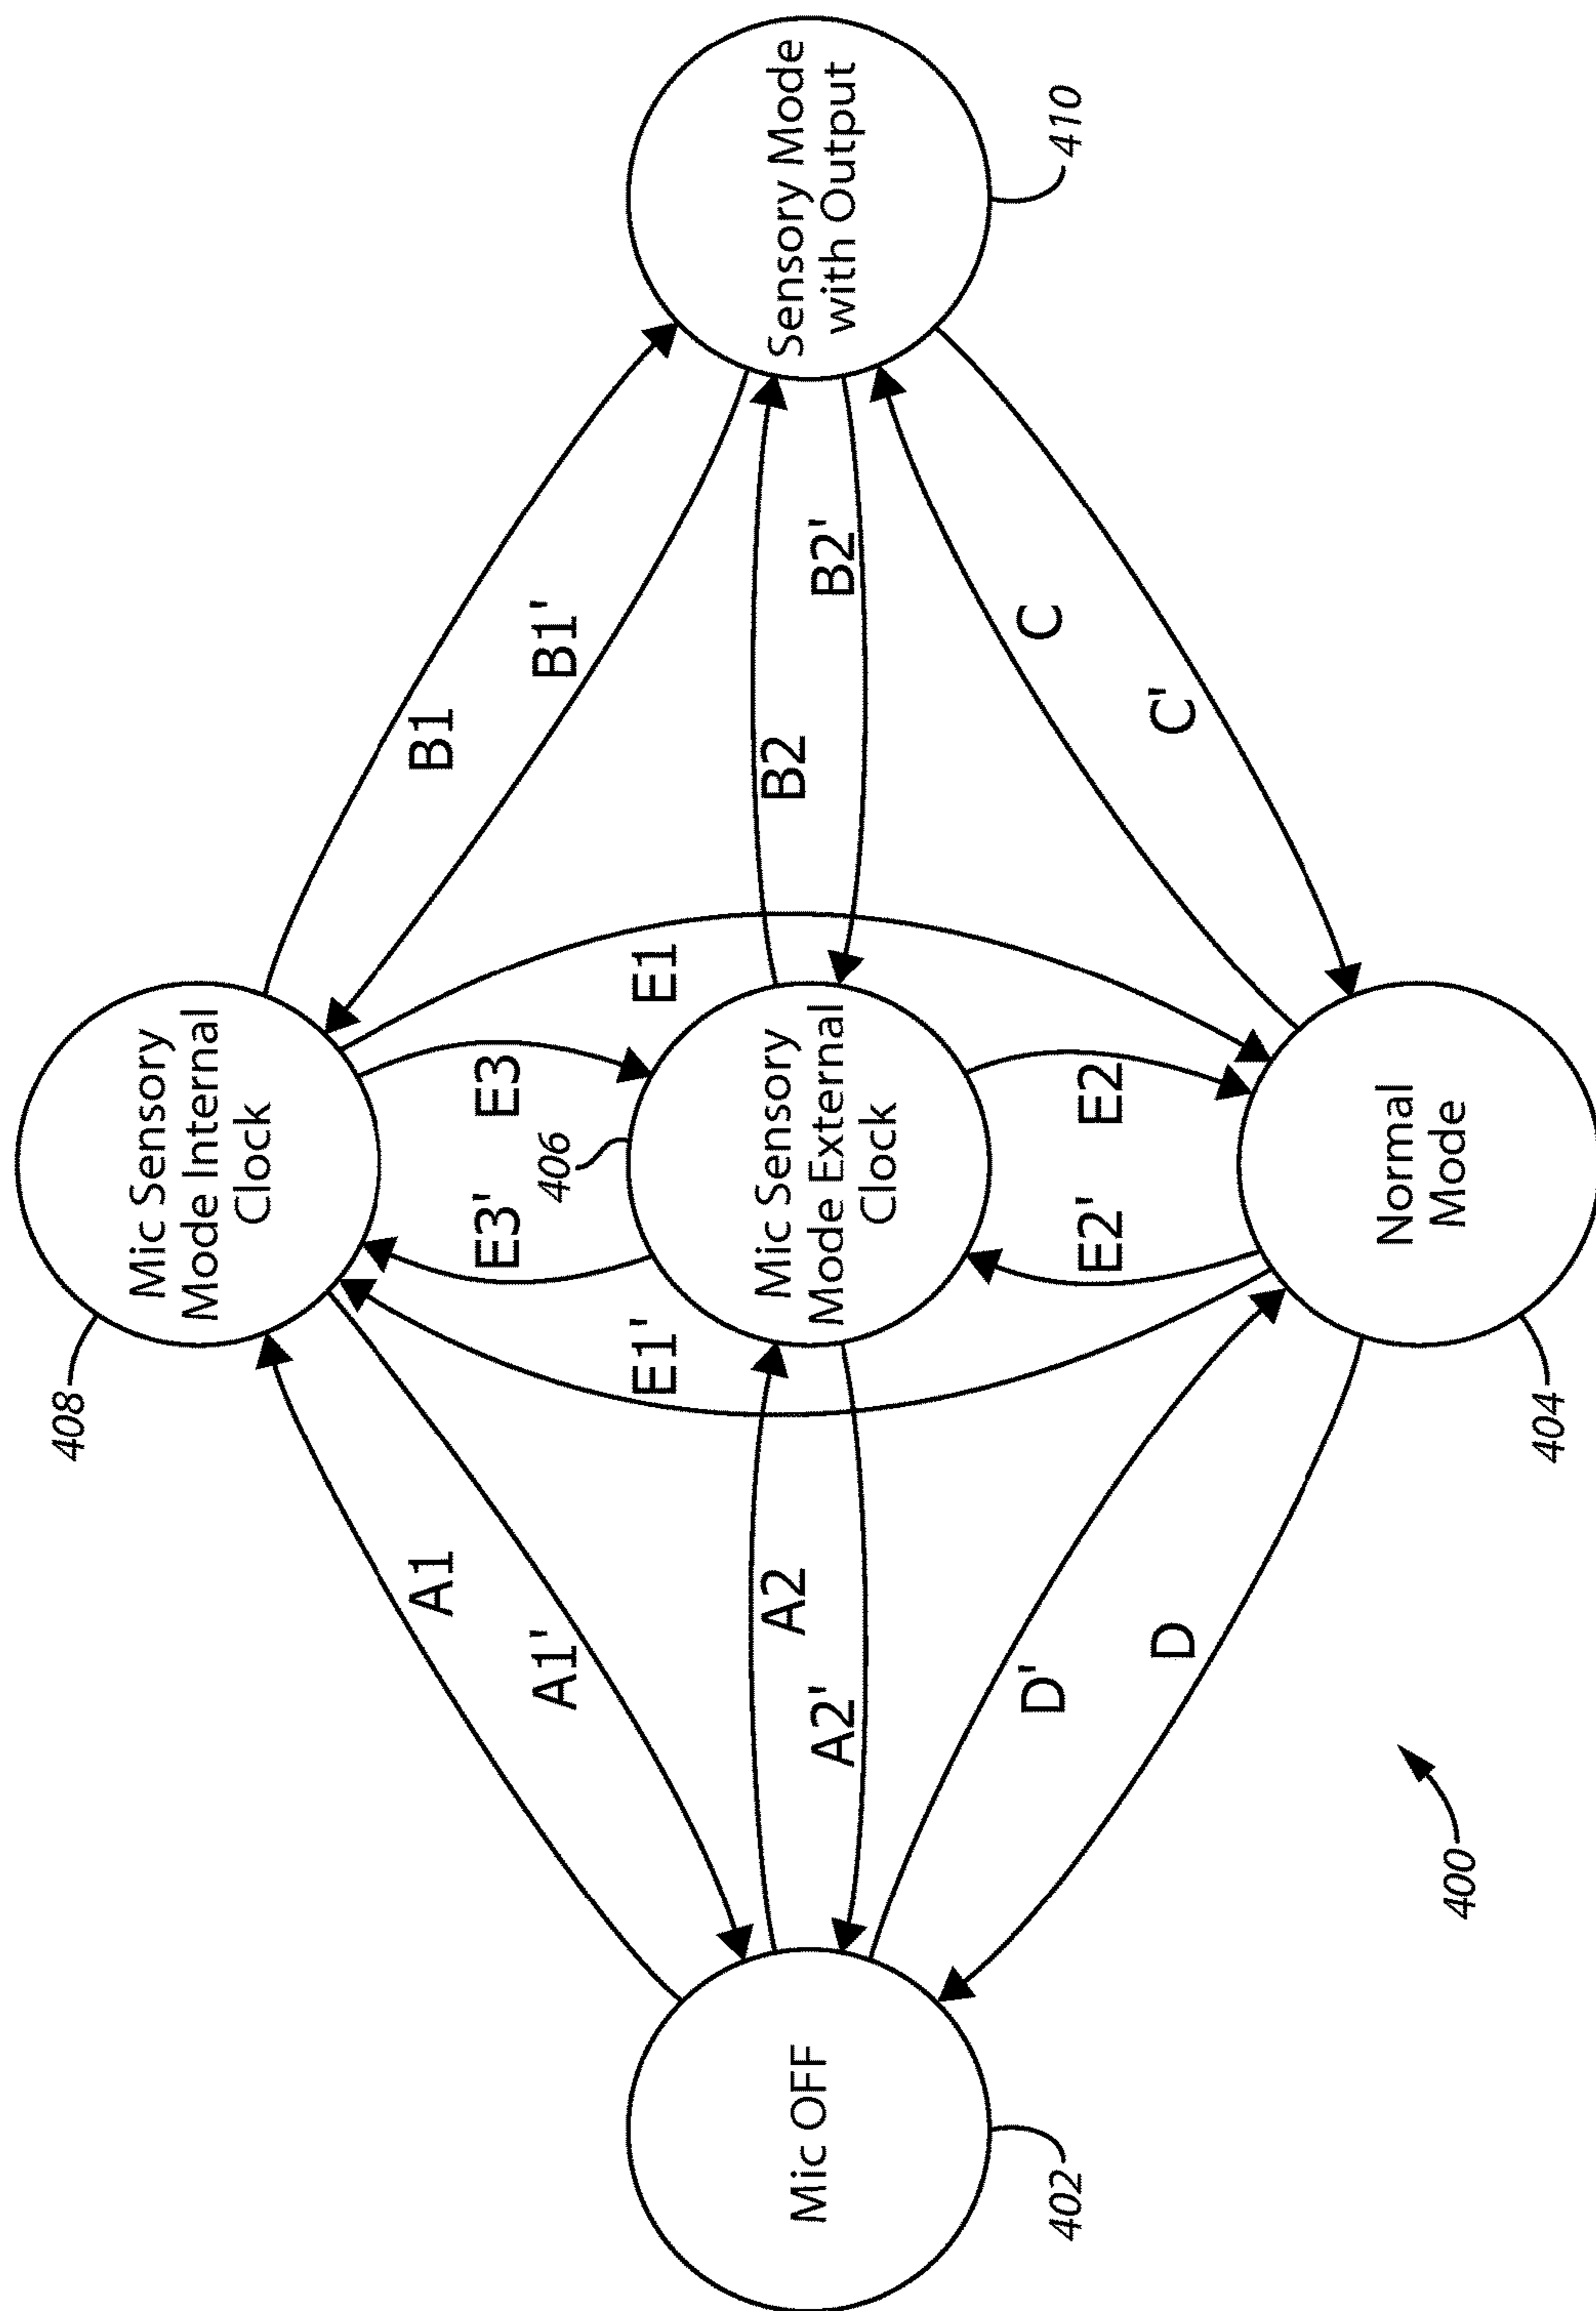 408
Mic Sensory
Mode Internal
Clock
A1
B1
E3'
E3
A1'
406
B1'
E1'
E1
A2
B2
Mic OFF
Mic Sensory
Mode External
Clock
Sensory Mode
with Output
A2'
B2'
D'
C
402
410
E2'
E2
D
C'
Normal
Mode
400
404